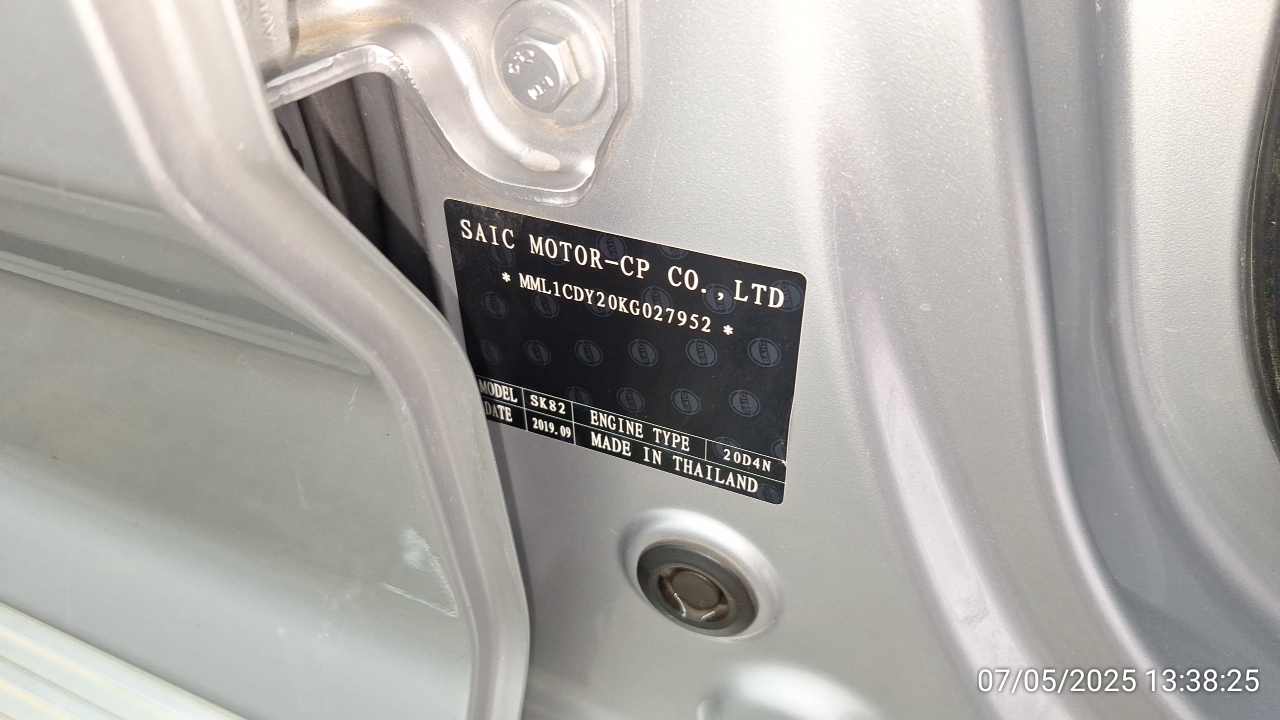 SAIC MOTOR-CP CO.,LTD
* MML1CDY20KG027952 *
MODEL SK82 ENGINE TYPE 20D4N
DATE 2019.09 MADE IN THAILAND
07/05/2025 13:38:25